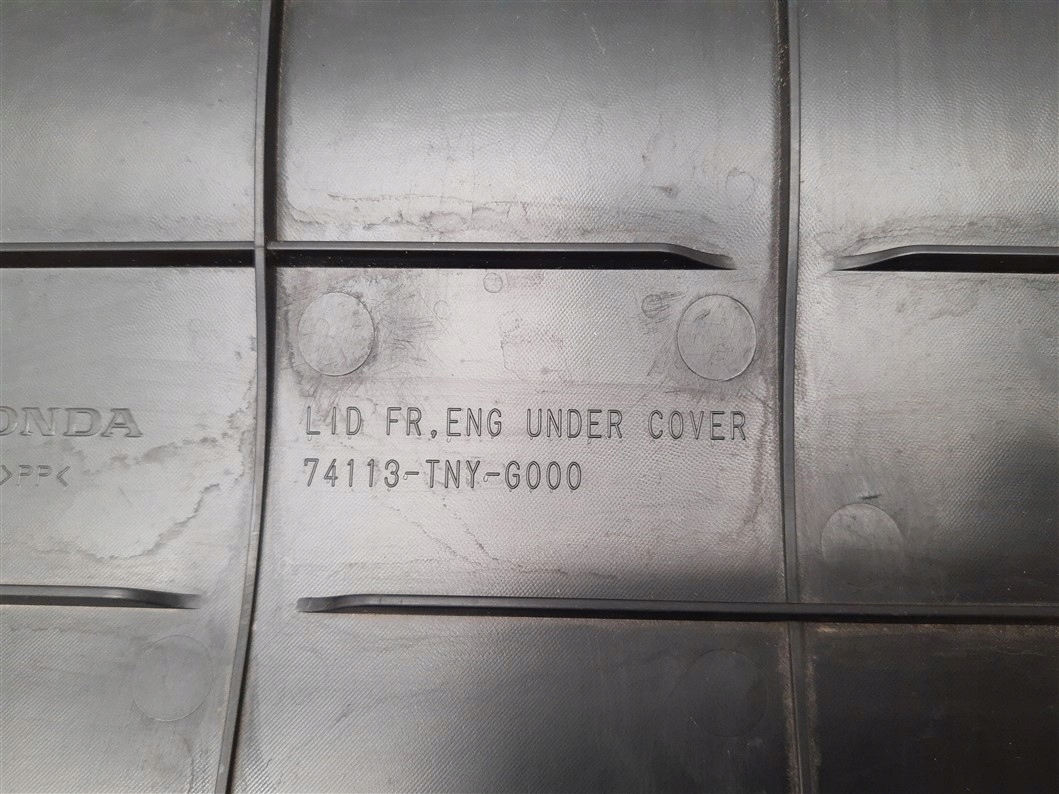 ONDA
>PP<
LID FR,ENG UNDER COVER
74113-TNY-G000